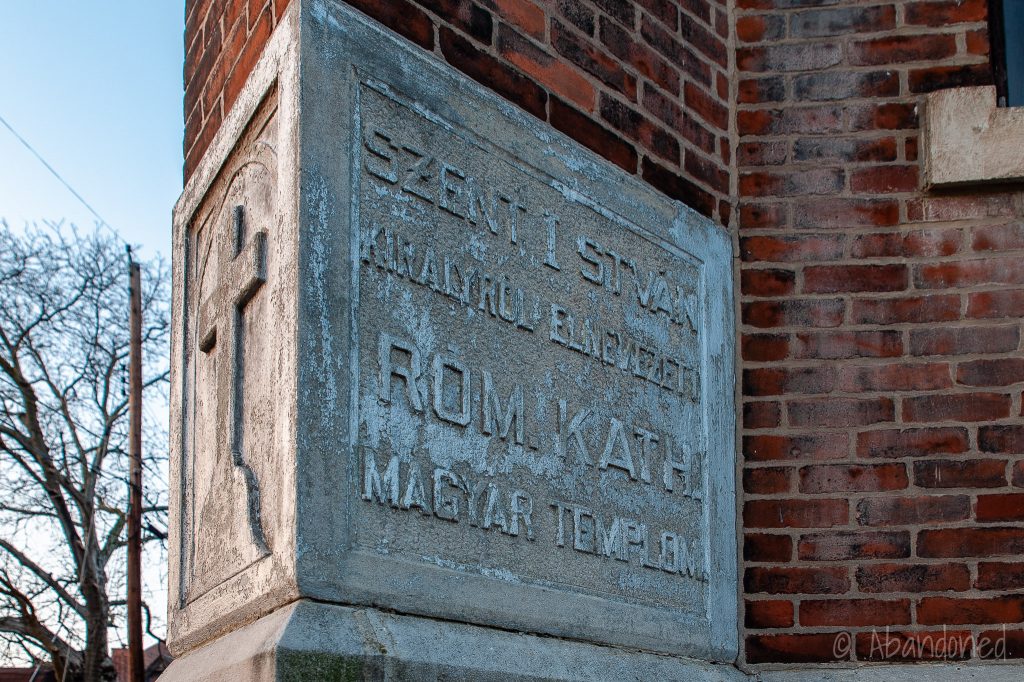 SZENT. ISTVÁN
KIRÁLYRÓL ELNEVEZETT
RÓM. KATH.
MAGYAR TEMPLOM.
© Abandoned